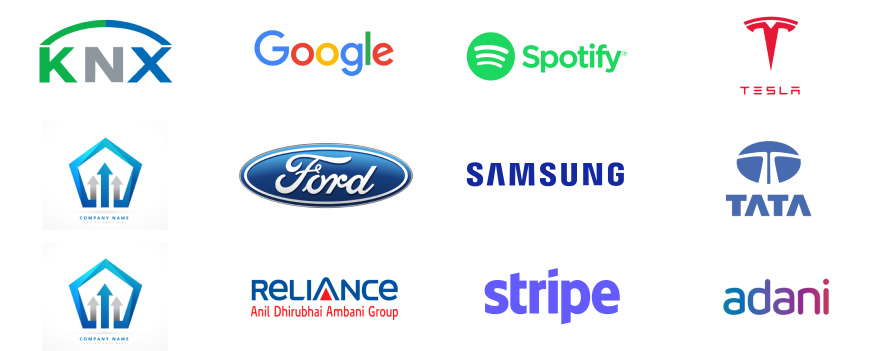 KNX
Google
Spotify®
TESLA
COMPANY NAME
Ford
SAMSUNG
TATA
COMPANY NAME
RELIANCE
Anil Dhirubhai Ambani Group
stripe
adani